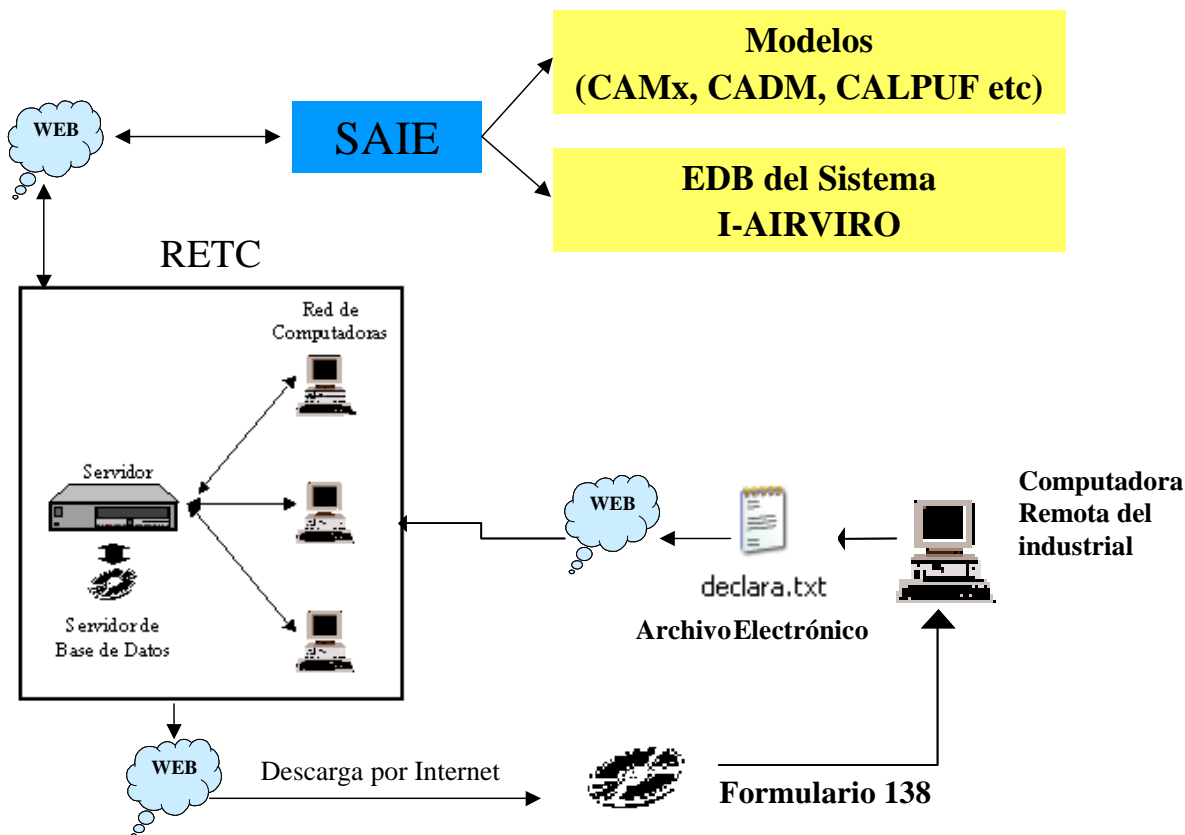 Modelos
(CAMx, CADM, CALPUF etc)
WEB
SAIE
EDB del Sistema
I-AIRVIRO
RETC
Red de
Computadoras
Servidor
Servidor de
Base de Datos
WEB
declara.txt
Archivo Electrónico
Computadora
Remota del
industrial
WEB
Descarga por Internet
Formulario 138